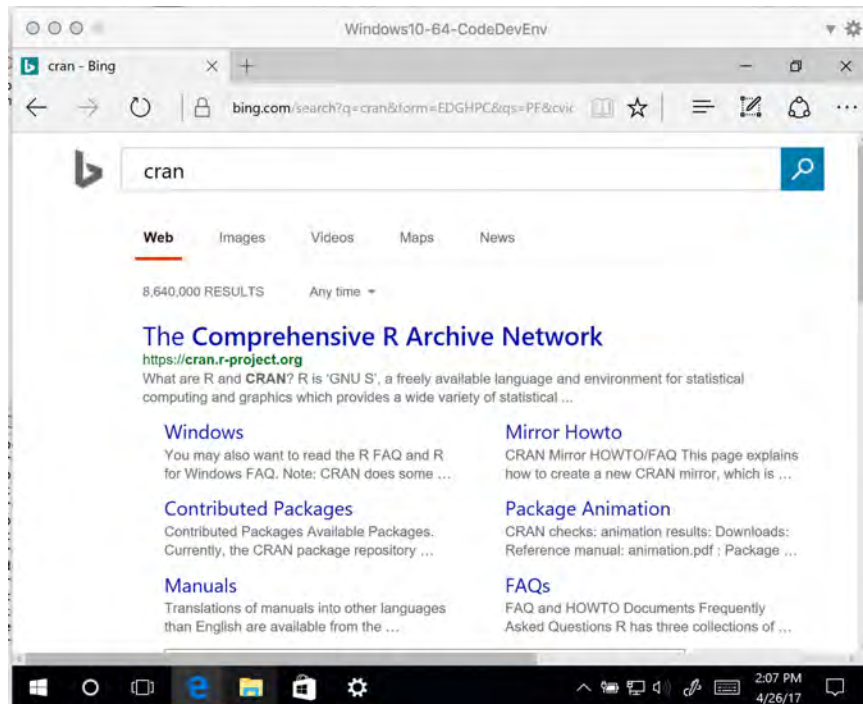 Windows10-64-CodeDevEnv
cran - Bing
bing.com/search?q=cran&form=EDGHPC&qs=PF&cvic
cran
Web Images Videos Maps News
8,640,000 RESULTS Any time
The Comprehensive R Archive Network
https://cran.r-project.org
What are R and CRAN? R is ‘GNU S’, a freely available language and environment for statistical
computing and graphics which provides a wide variety of statistical ...
Windows
You may also want to read the R FAQ and R
for Windows FAQ. Note: CRAN does some ...
Mirror Howto
CRAN Mirror HOWTO/FAQ This page explains
how to create a new CRAN mirror, which is ...
Contributed Packages
Contributed Packages Available Packages.
Currently, the CRAN package repository ...
Package Animation
CRAN checks: animation results: Downloads:
Reference manual: animation.pdf : Package ...
Manuals
Translations of manuals into other languages
than English are available from the ...
FAQs
FAQ and HOWTO Documents Frequently
Asked Questions R has three collections of ...
2:07 PM
4/26/17